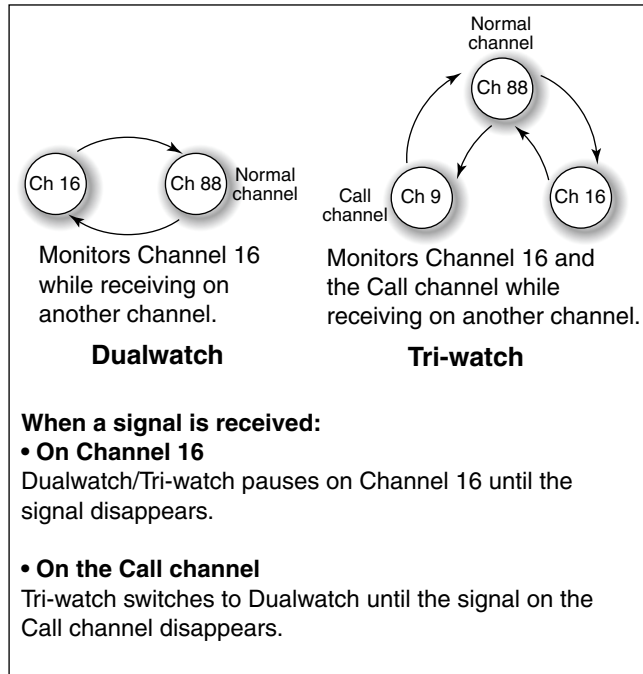 Normal
channel
Ch 88
Ch 16
Ch 88
Normal
channel
Call
channel
Ch 9
Ch 16
Monitors Channel 16
while receiving on
another channel.
Dualwatch
Monitors Channel 16 and
the Call channel while
receiving on another channel.
Tri-watch
When a signal is received:
• On Channel 16
Dualwatch/Tri-watch pauses on Channel 16 until the
signal disappears.
• On the Call channel
Tri-watch switches to Dualwatch until the signal on the
Call channel disappears.